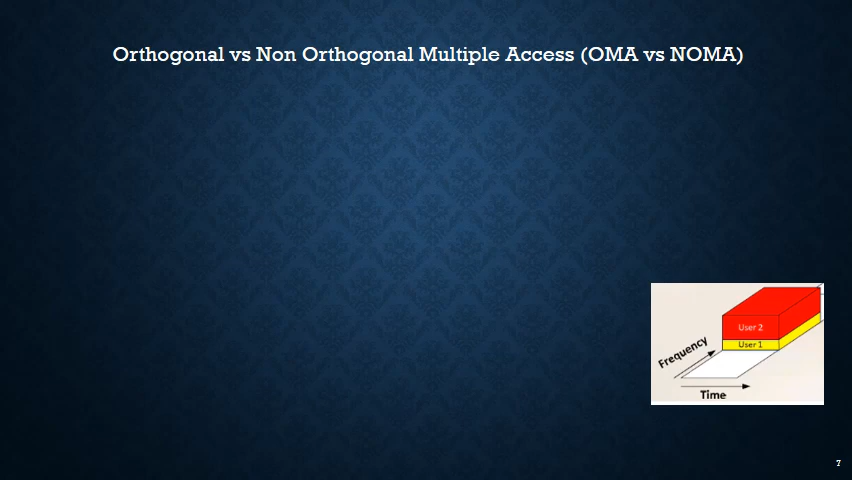 Orthogonal vs Non Orthogonal Multiple Access (OMA vs NOMA)
User 2
User 1
Frequency
Time
7